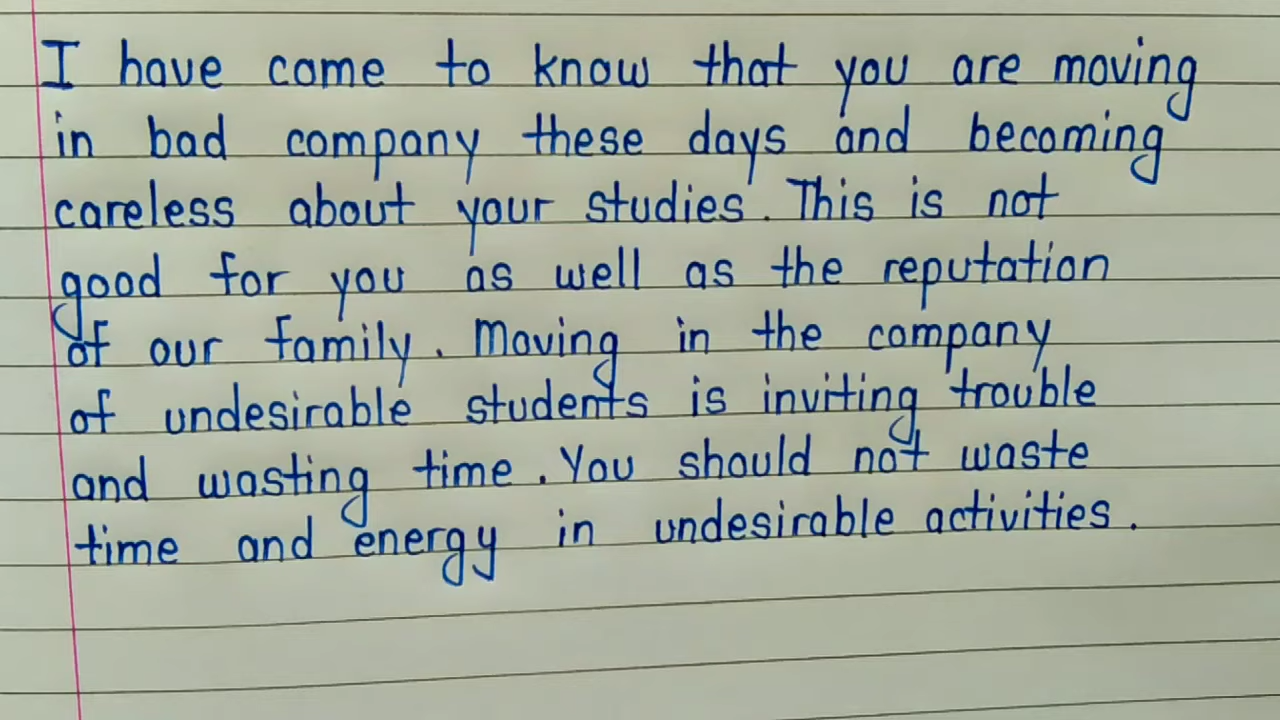 I have come to know that you are moving
in bad company these days and becoming
careless about your studies. This is not
good for you as well as the reputation
of our family. Moving in the company
of undesirable students is inviting trouble
and wasting time. You should not waste
time and energy in undesirable activities.